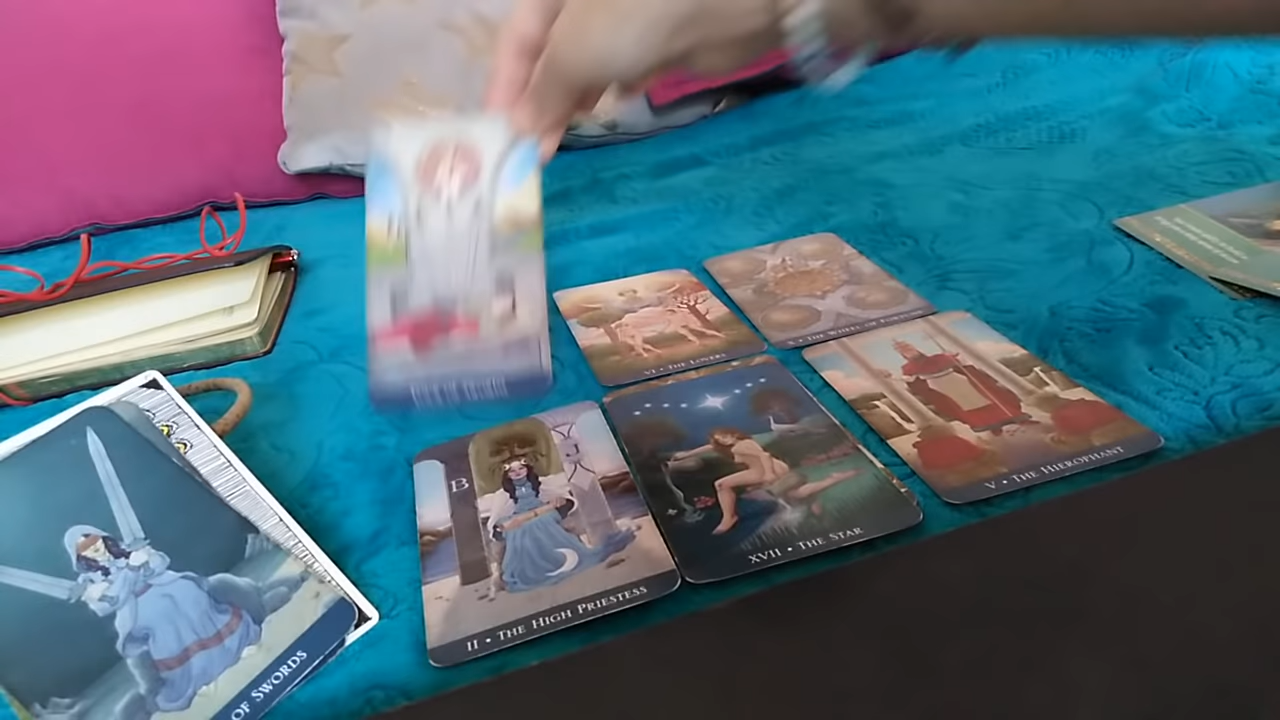 VI • THE LOVERS
X • THE WHEEL OF FORTUNE
V • THE HIEROPHANT
B
XVII • THE STAR
II • THE HIGH PRIESTESS
OF SWORDS